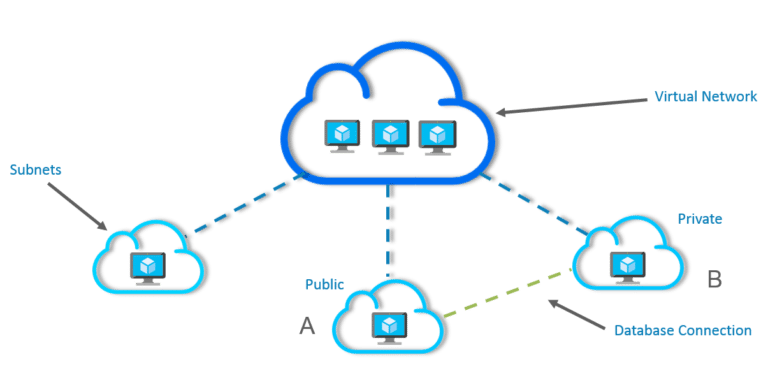 Virtual Network
Subnets
Private
B
Public
A
Database Connection